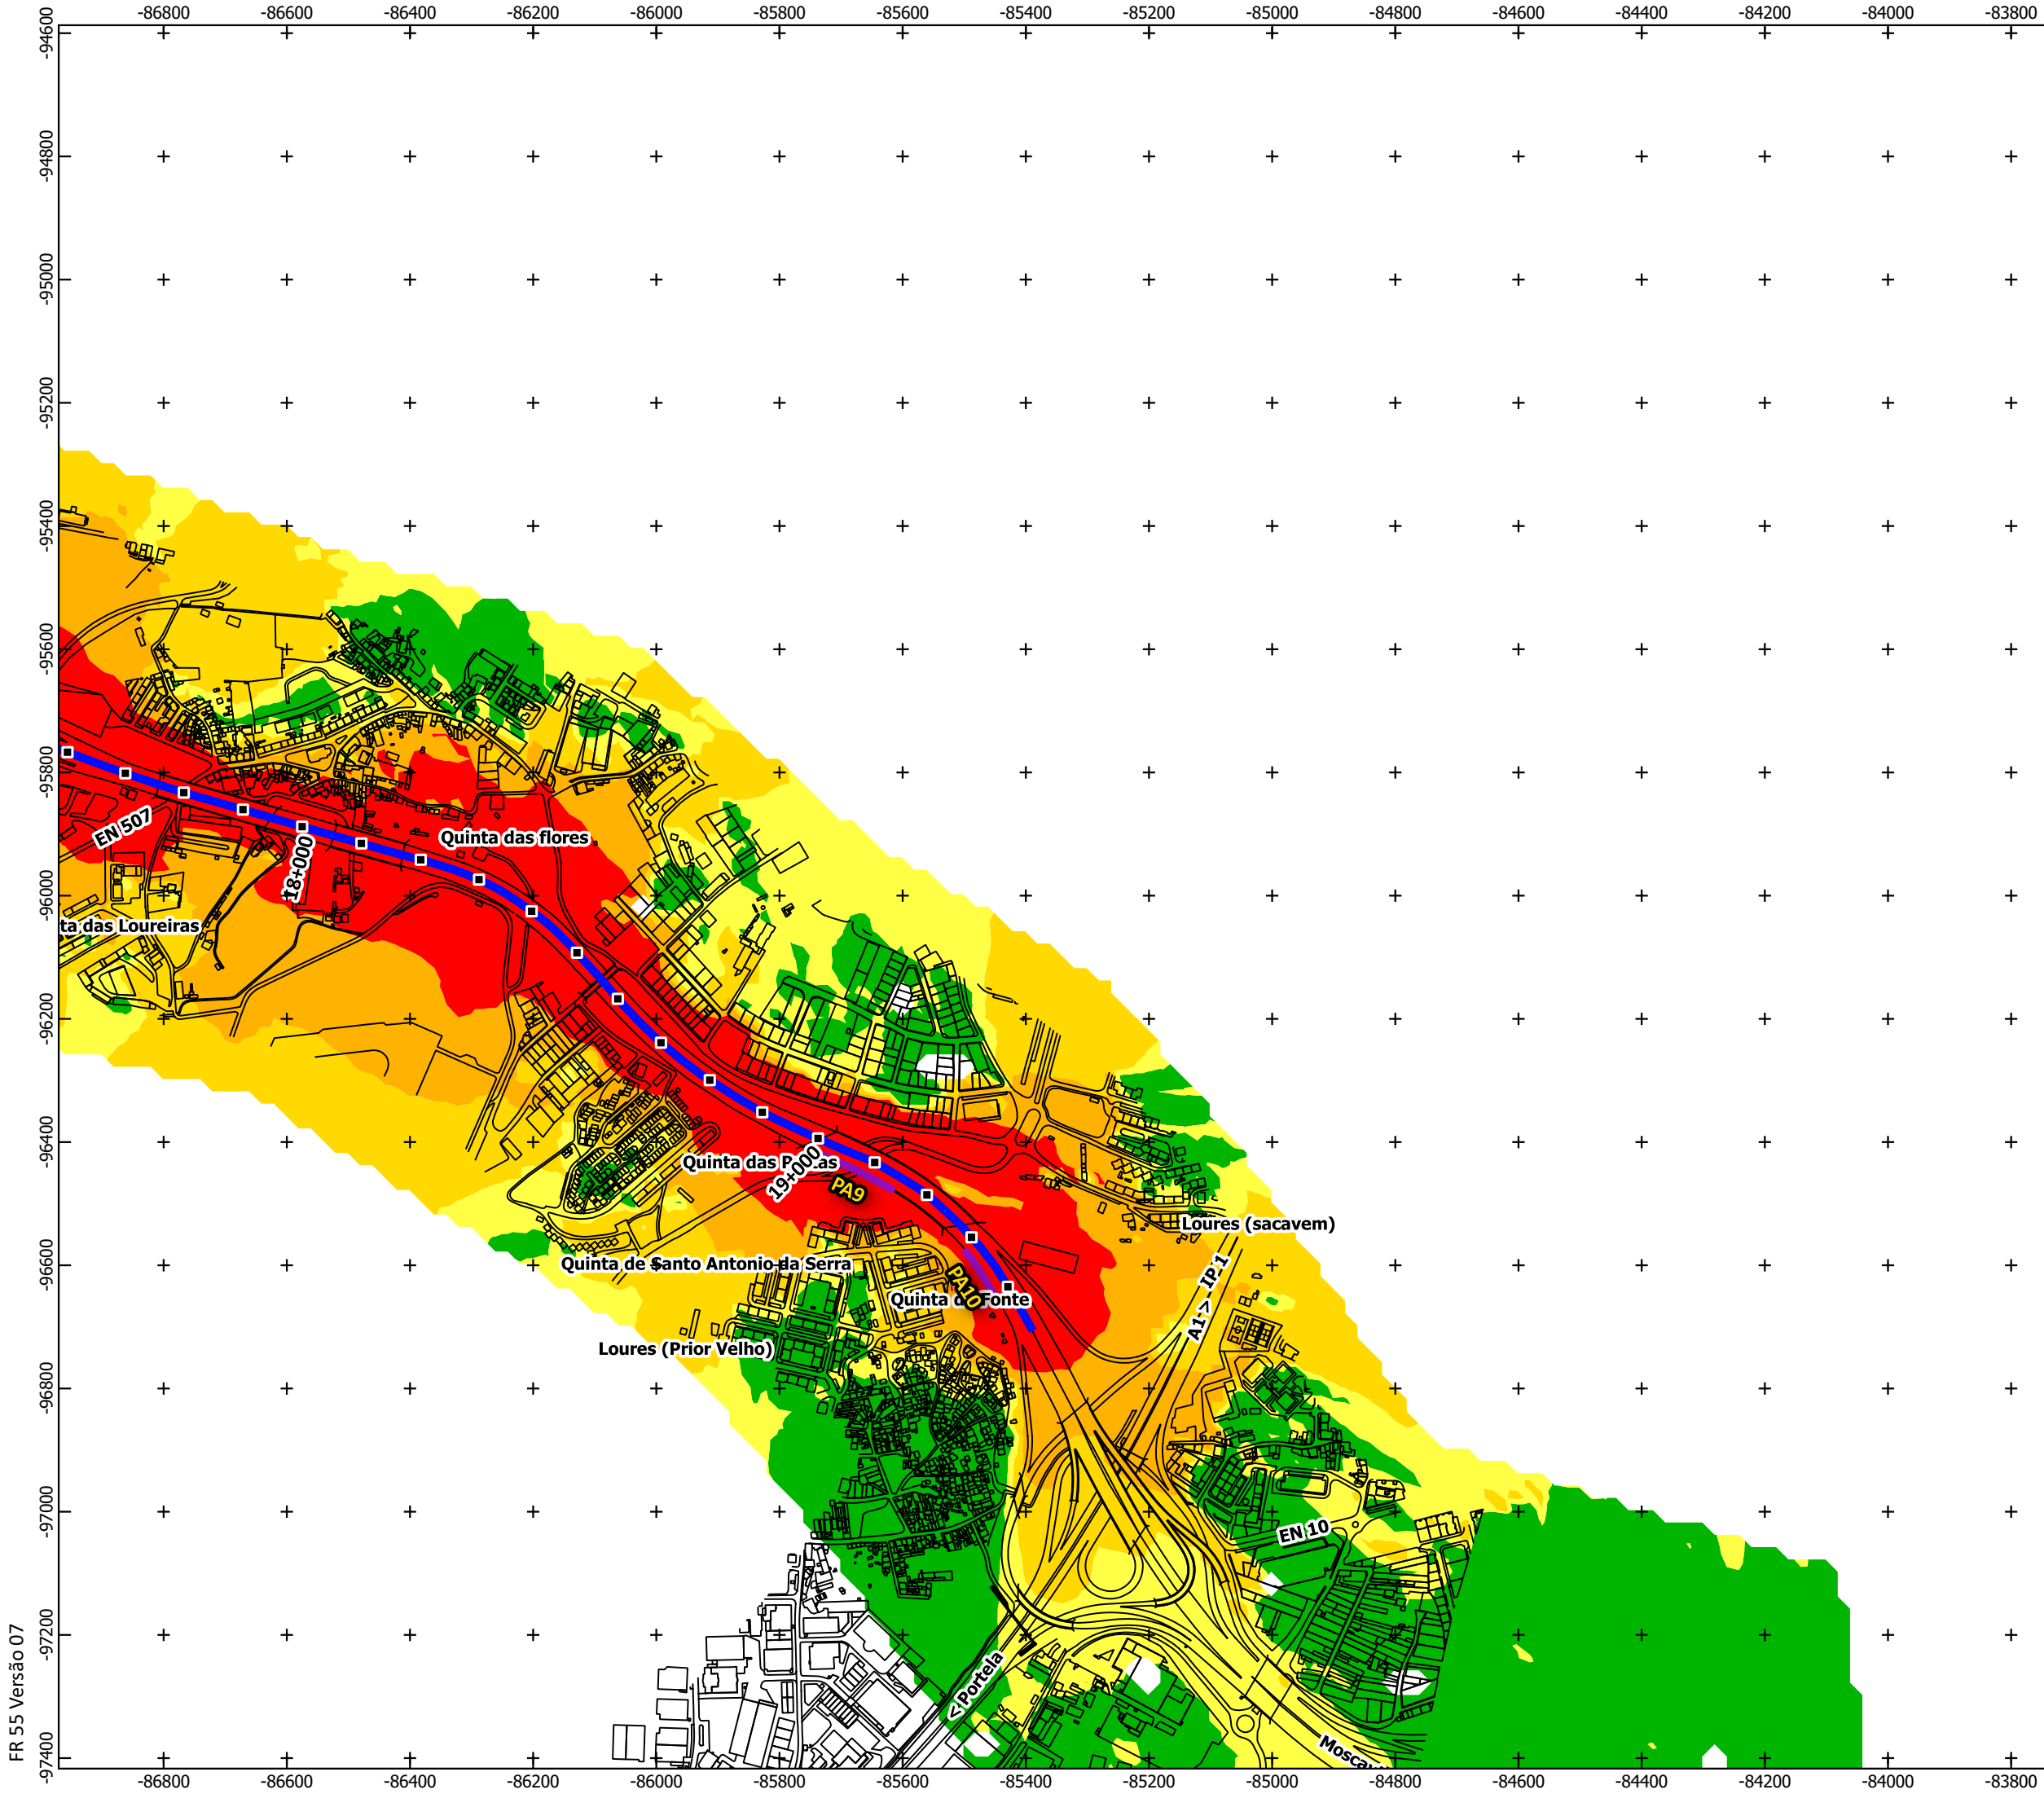 -86800 -86600 -86400 -86200 -86000 -85800 -85600 -85400 -85200 -85000 -84800 -84600 -84400 -84200 -84000 -83800
-94600
-94800
-95000
-95200
-95400
-95600
-95800
EN 507
Quinta das flores
18+000
-96000
ta das Loureiras
-96200
-96400
Quinta das P as
19+000
PA9
Loures (sacavem)
-96600
Quinta de Santo Antonio da Serra
PA10
Quinta d Fonte
A1 > IP 1
Loures (Prior Velho)
-96800
-97000
EN 10
-97200
< Portela
FR 55 Versão 07
Moscav
-97400
-86800 -86600 -86400 -86200 -86000 -85800 -85600 -85400 -85200 -85000 -84800 -84600 -84400 -84200 -84000 -83800